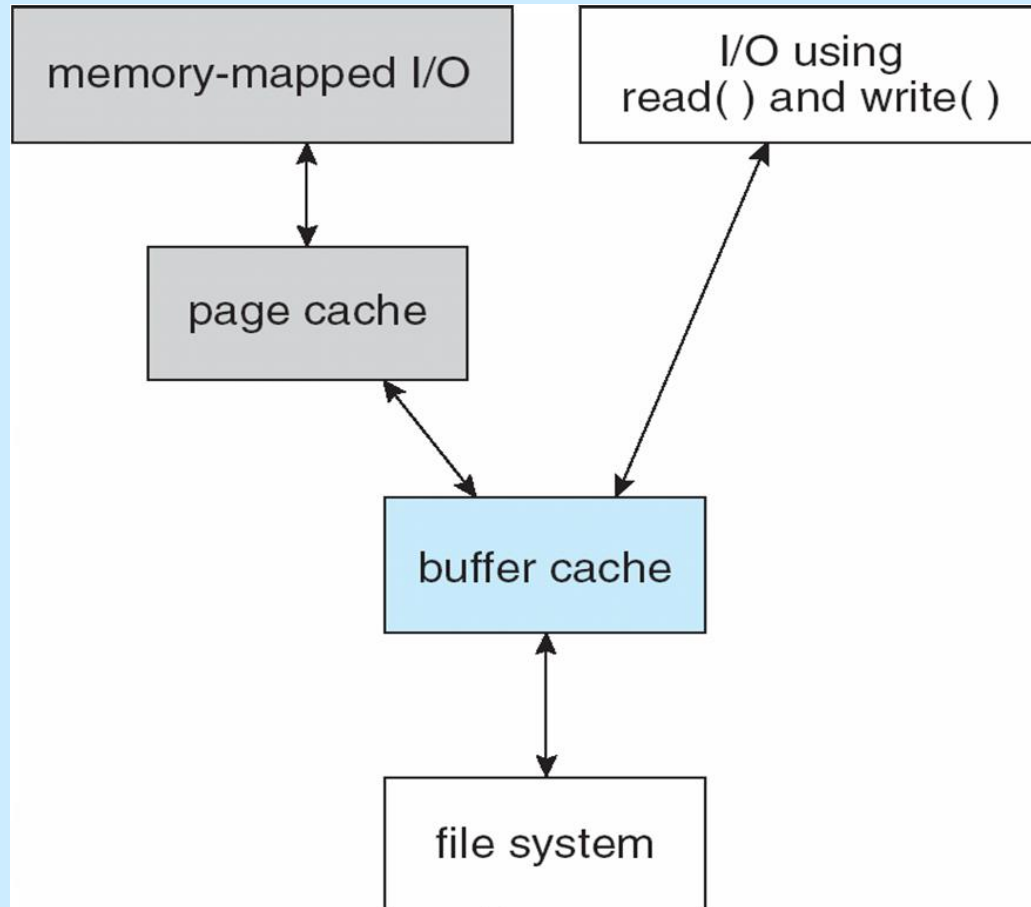 memory-mapped I/O
I/O using
read( ) and write( )
page cache
buffer cache
file system